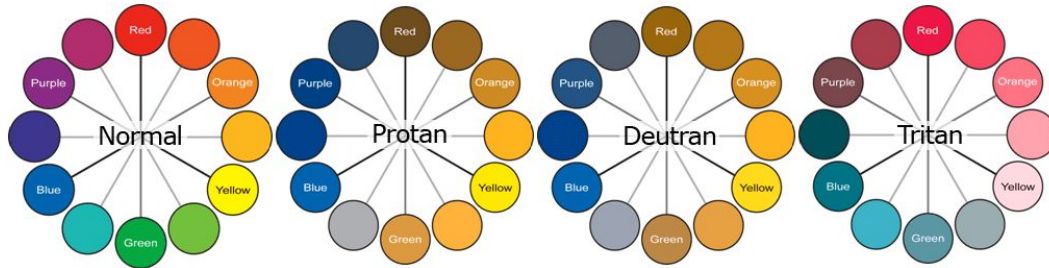 Red
Purple
Orange
Normal
Blue
Yellow
Green
Red
Purple
Orange
Protan
Blue
Yellow
Green
Red
Purple
Orange
Deutran
Blue
Yellow
Green
Red
Purple
Orange
Tritan
Blue
Yellow
Green